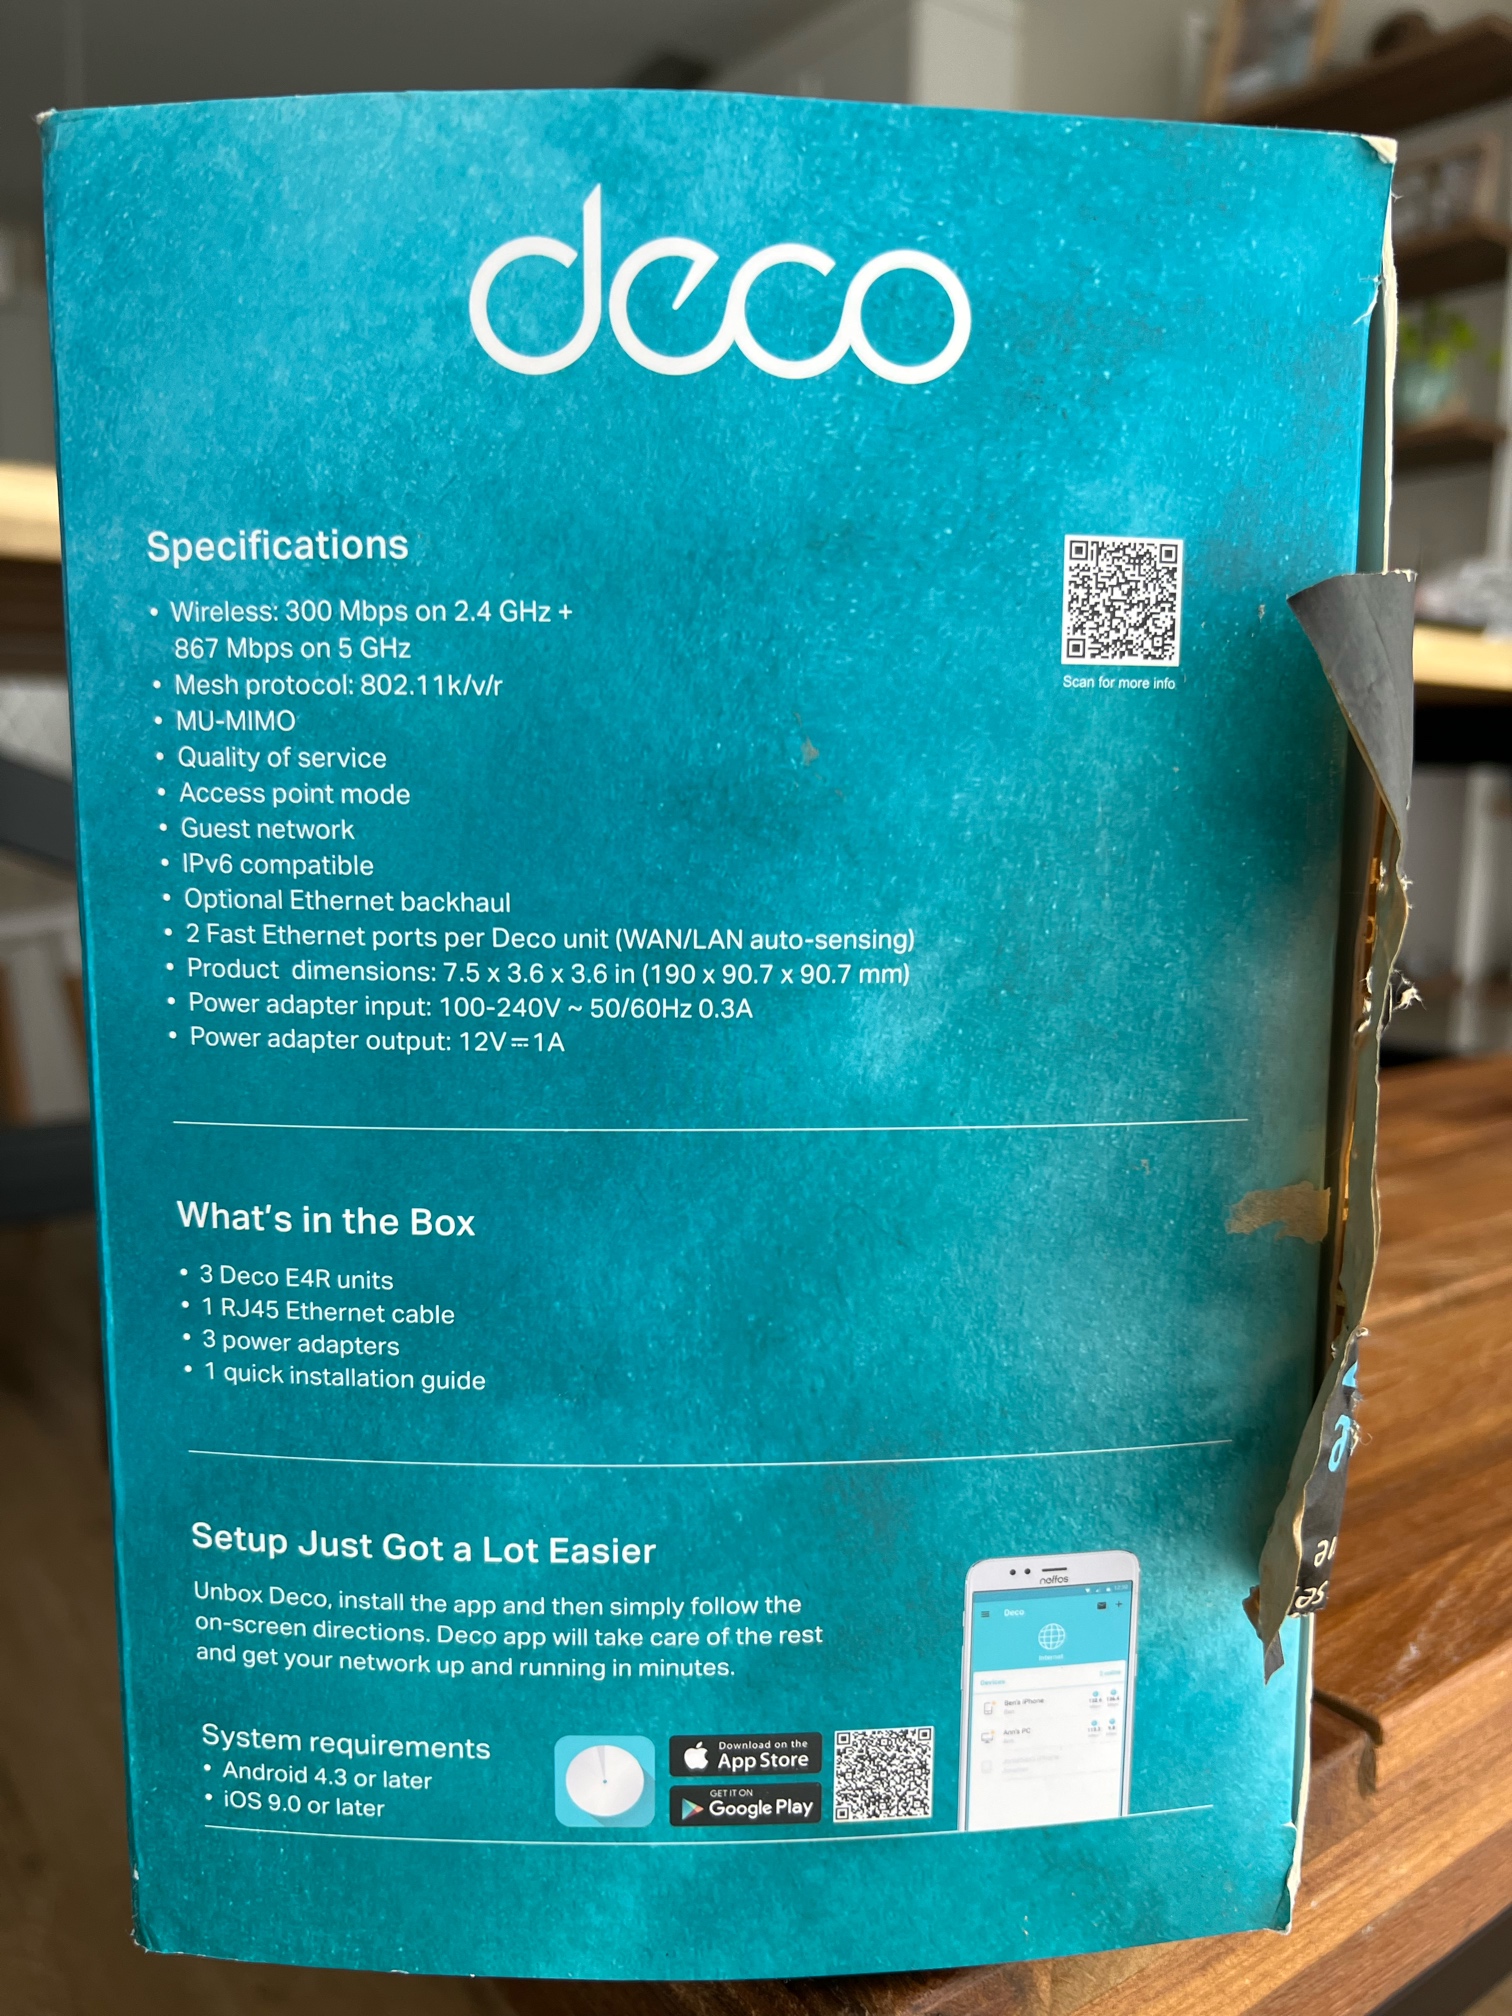 deco
Specifications
• Wireless: 300 Mbps on 2.4 GHz +
867 Mbps on 5 GHz
• Mesh protocol: 802.11k/v/r
• MU-MIMO
• Quality of service
• Access point mode
• Guest network
• IPv6 compatible
• Optional Ethernet backhaul
• 2 Fast Ethernet ports per Deco unit (WAN/LAN auto-sensing)
• Product dimensions: 7.5 x 3.6 x 3.6 in (190 x 90.7 x 90.7 mm)
• Power adapter input: 100-240V ~ 50/60Hz 0.3A
• Power adapter output: 12V⎓1A
Scan for more info
What's in the Box
• 3 Deco E4R units
• 1 RJ45 Ethernet cable
• 3 power adapters
• 1 quick installation guide
Setup Just Got a Lot Easier
Unbox Deco, install the app and then simply follow the
on-screen directions. Deco app will take care of the rest
and get your network up and running in minutes.
System requirements
• Android 4.3 or later
• iOS 9.0 or later
Download on the
App Store
GET IT ON
Google Play
neffos
Deco
Internet
Devices
Ben's iPhone
Ann's PC